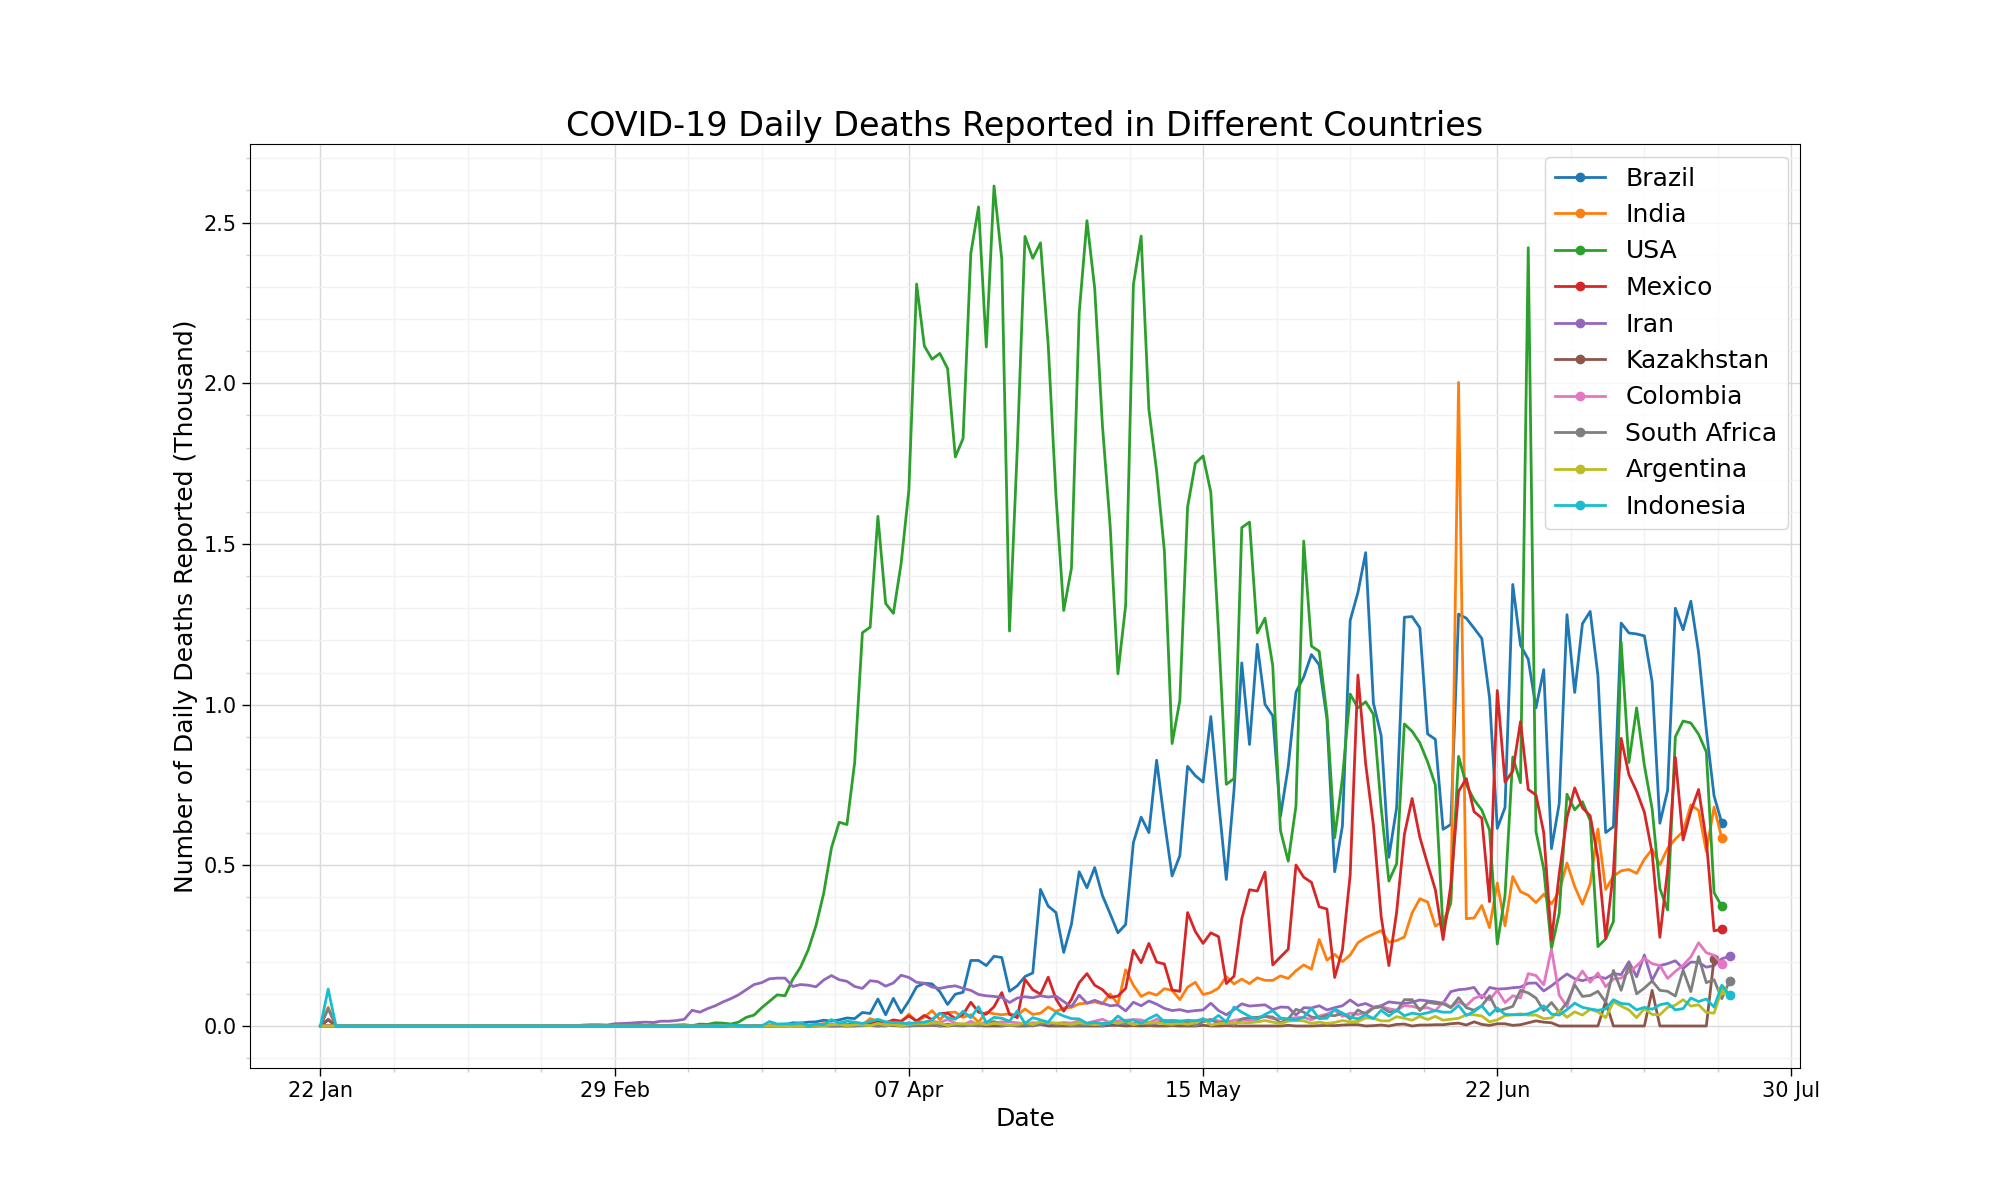 COVID-19 Daily Deaths Reported in Different Countries
Number of Daily Deaths Reported (Thousand)
2.5
2.0
1.5
1.0
0.5
0.0
Brazil
India
USA
Mexico
Iran
Kazakhstan
Colombia
South Africa
Argentina
Indonesia
22 Jan
29 Feb
07 Apr
15 May
22 Jun
30 Jul
Date